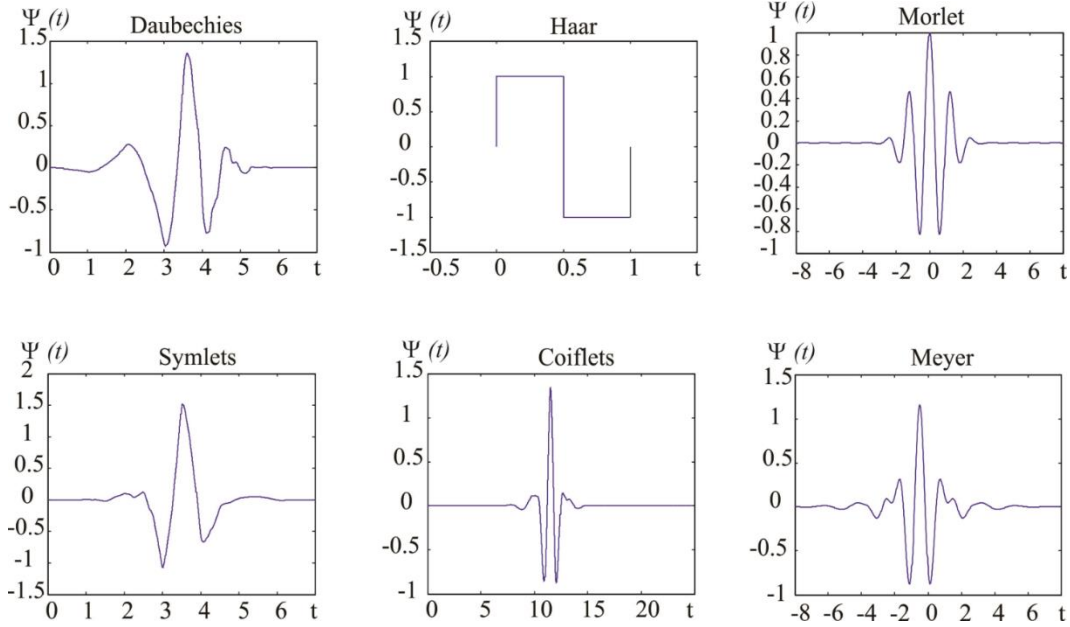 Ψ (t)
Daubechies
1.5
1
0.5
0
-0.5
-1
0 1 2 3 4 5 6 t
Haar
1.5
1
0.5
0
-0.5
-1
-1.5
-0.5 0 0.5 1 t
Ψ (t)
Morlet
1
0.8
0.6
0.4
0.2
0
-0.2
-0.4
-0.6
-0.8
-1
-8 -6 -4 -2 0 2 4 6 t
Ψ (t)
Symlets
2
1.5
1
0.5
0
-0.5
-1
-1.5
0 1 2 3 4 5 6 t
Ψ (t)
Coiflets
1.5
1
0.5
0
-0.5
-1
0 5 10 15 20 t
Ψ (t)
Meyer
1.5
1
0.5
0
-0.5
-1
-8 -6 -4 -2 0 2 4 6 t